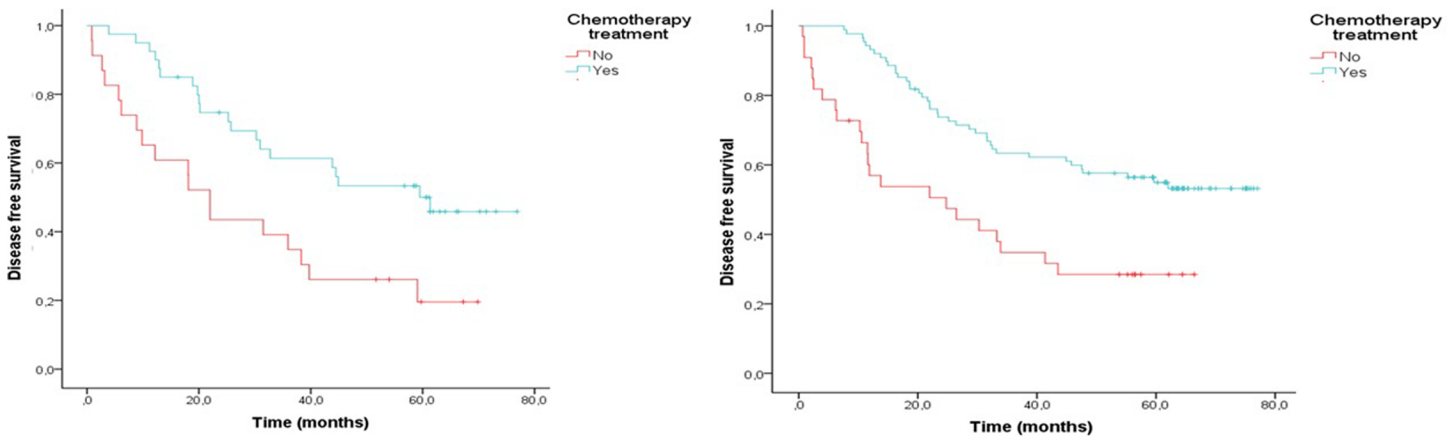 Chemotherapy
treatment
No
Yes
1,0
0,8
0,6
0,4
0,2
0,0
Disease free survival
,0 20,0 40,0 60,0 80,0
Time (months)
Chemotherapy
treatment
No
Yes
1,0
0,8
0,6
0,4
0,2
0,0
Disease free survival
,0 20,0 40,0 60,0 80,0
Time (months)